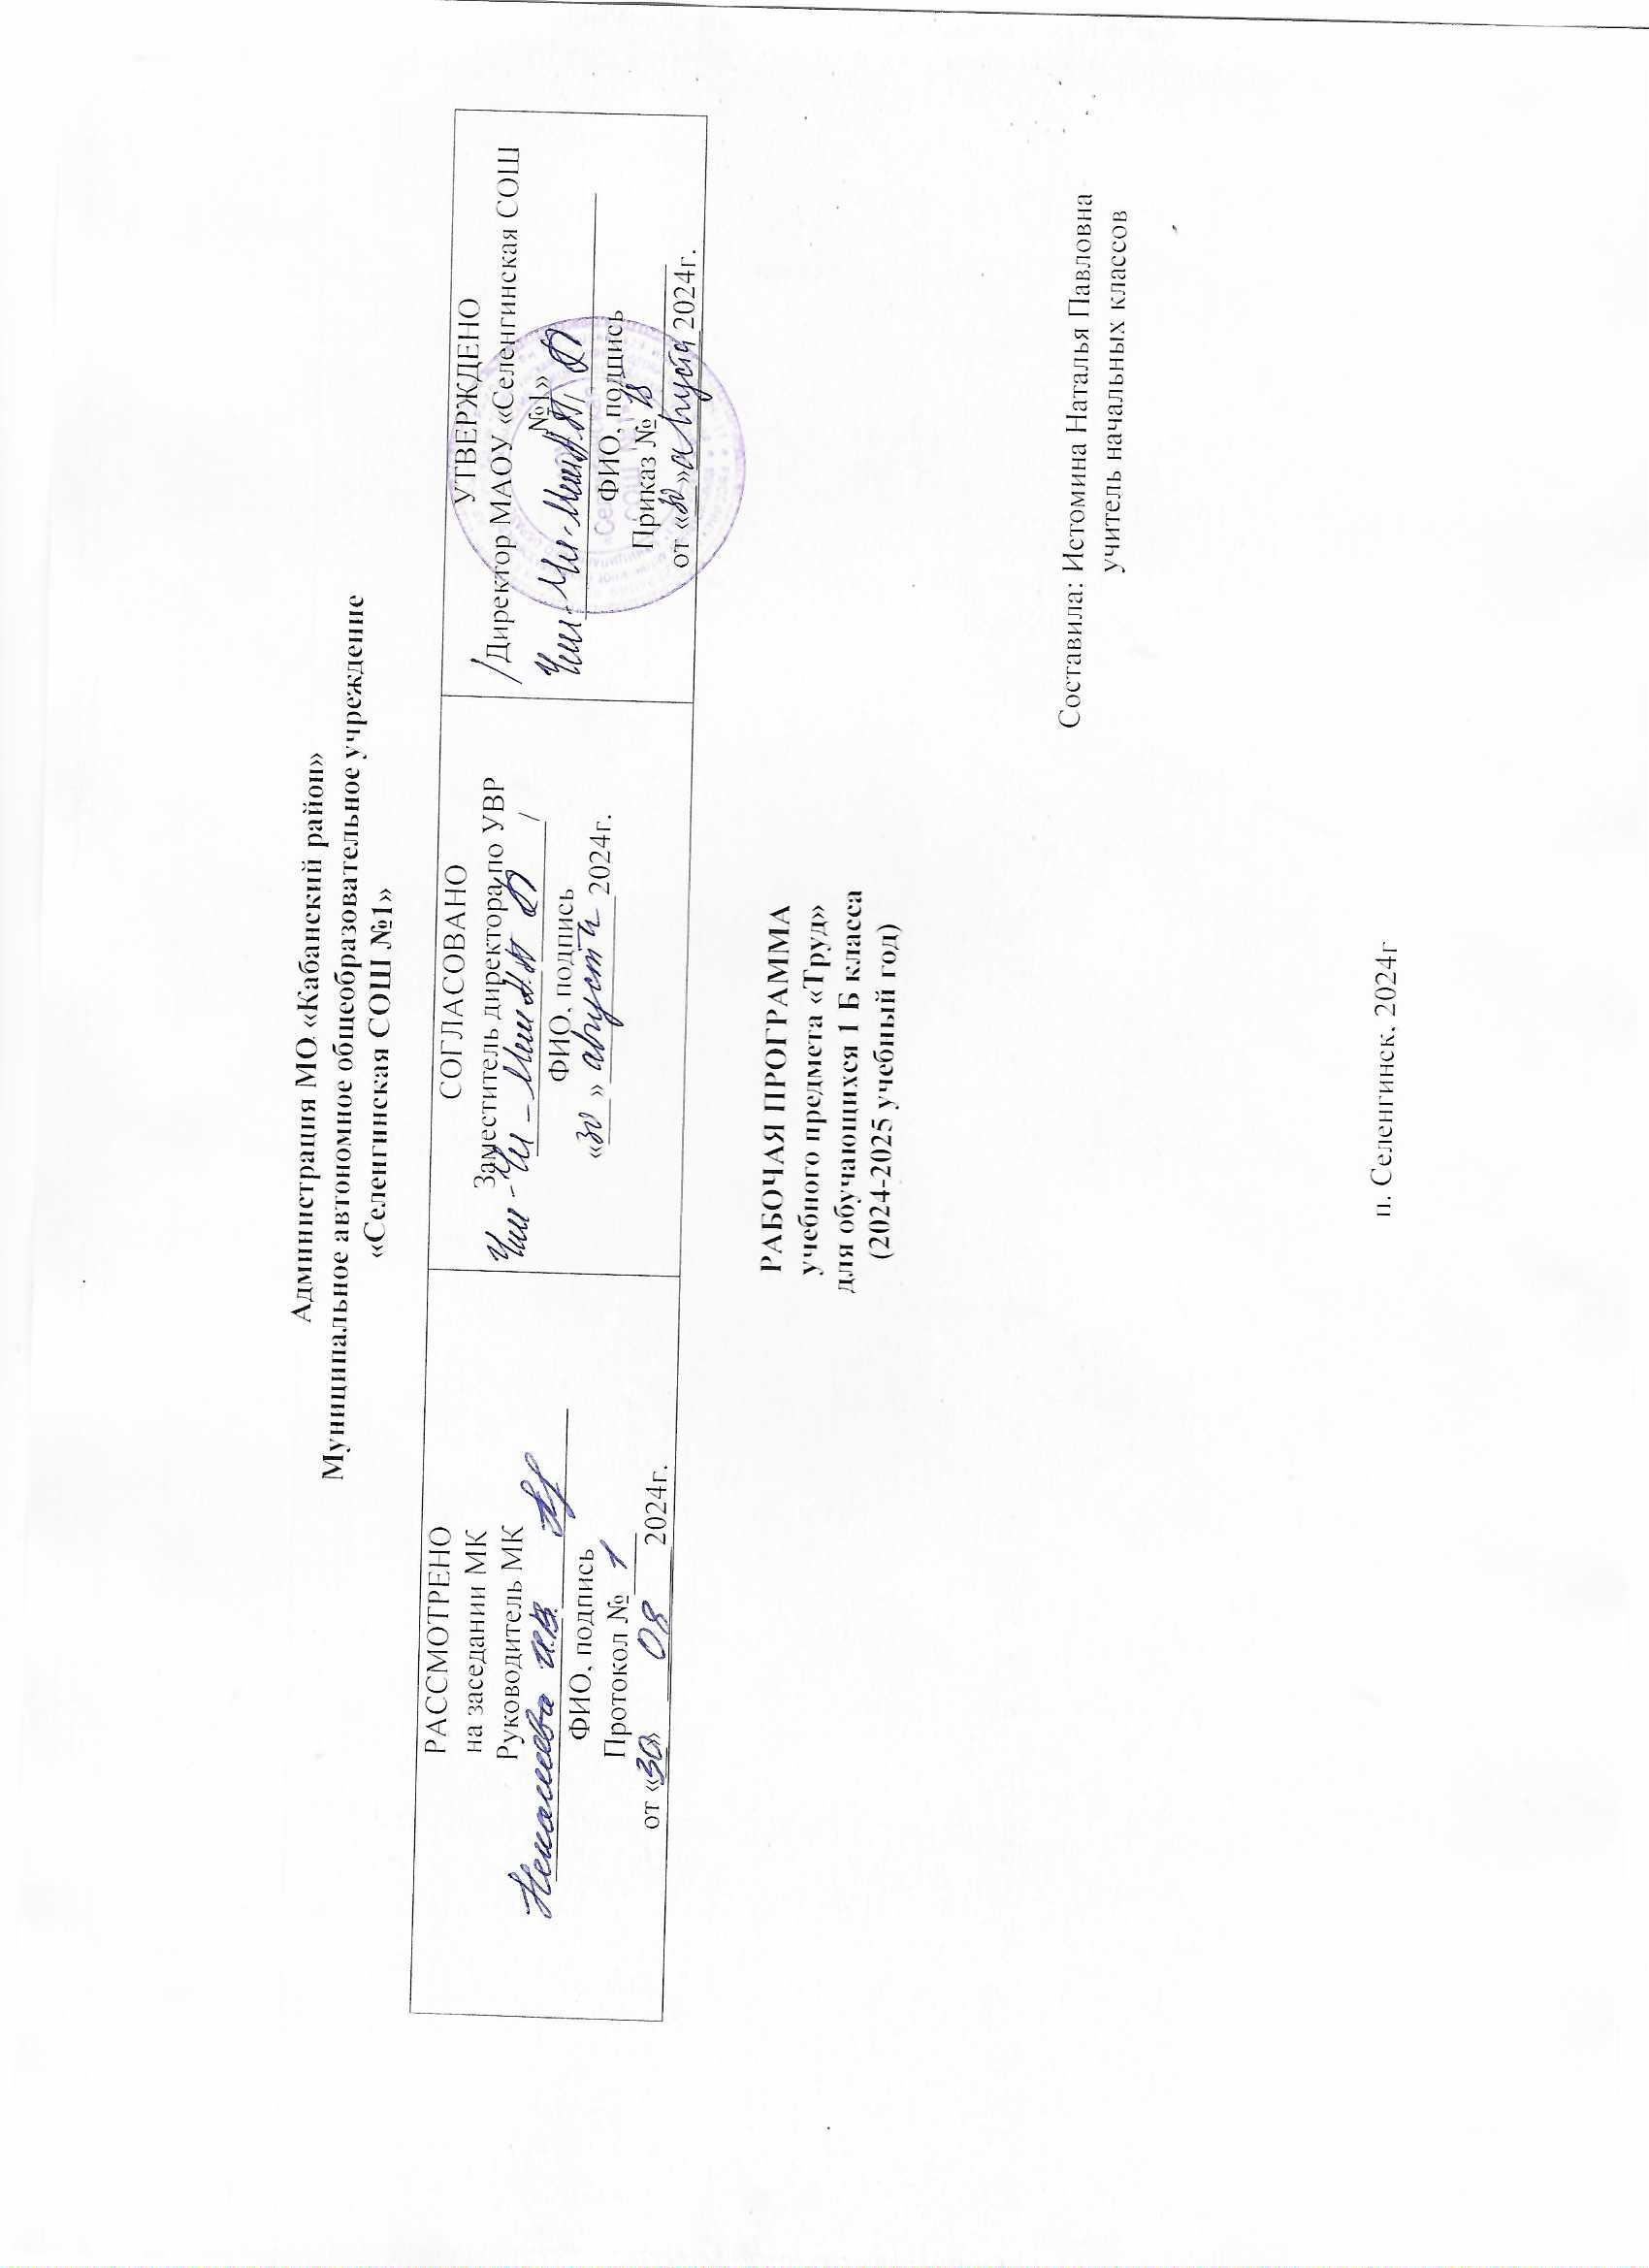 Администрация МО «Кабанский район»
Муниципальное автономное общеобразовательное учреждение
«Селенгинская СОШ №1»
РАССМОТРЕНО
на заседании МК
Руководитель МК
И.В.
ФИО, подпись
Протокол № 1
от «30» 08 2024г.
СОГЛАСОВАНО
Заместитель директора по УВР
ФИО, подпись
«30» августа 2024г.
УТВЕРЖДЕНО
/Директор МАОУ «Селенгинская СОШ
№1»
ФИО, подпись
Приказ №
от «30» августа 2024г.
РАБОЧАЯ ПРОГРАММА
учебного предмета «Труд»
для обучающихся 1 Б класса
(2024-2025 учебный год)
Составила: Истомина Наталья Павловна
учитель начальных классов
п. Селенгинск. 2024г